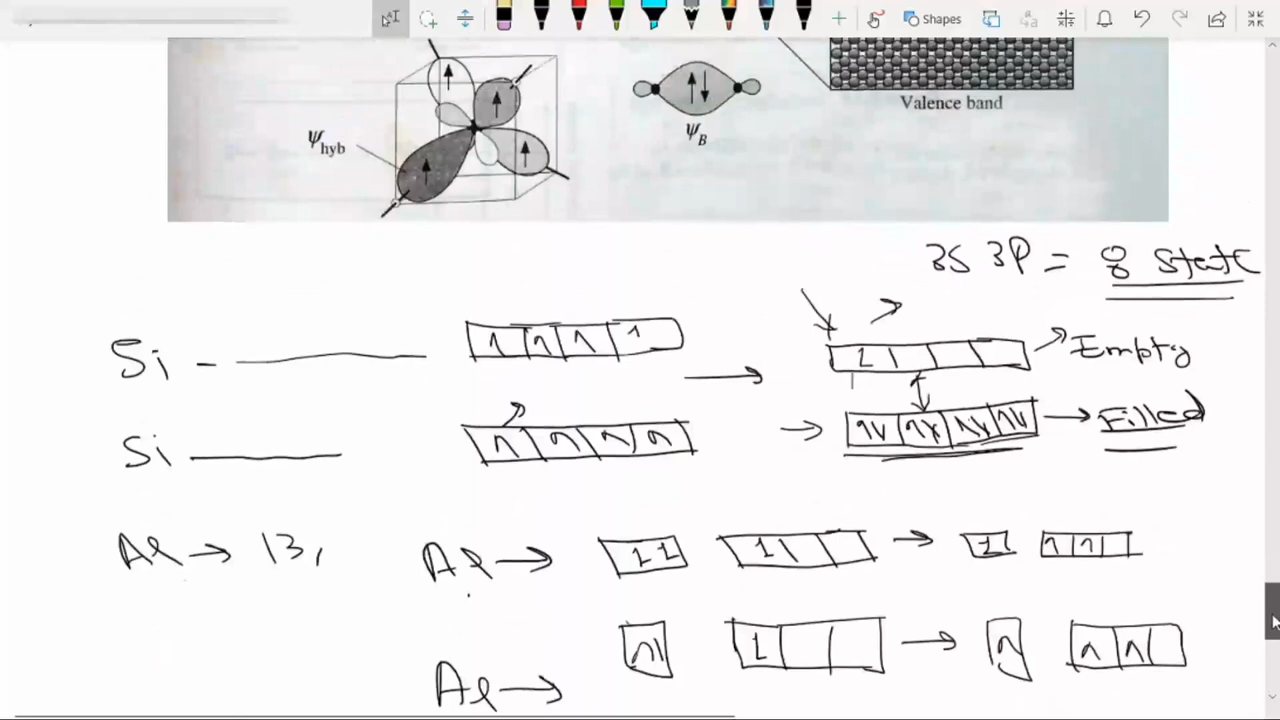 Shapes
Valence band
ψhyb
ψB
3S 3P = 8 State
Si -
Empty
Si
Filled
Al → 13,
Al →
Al →